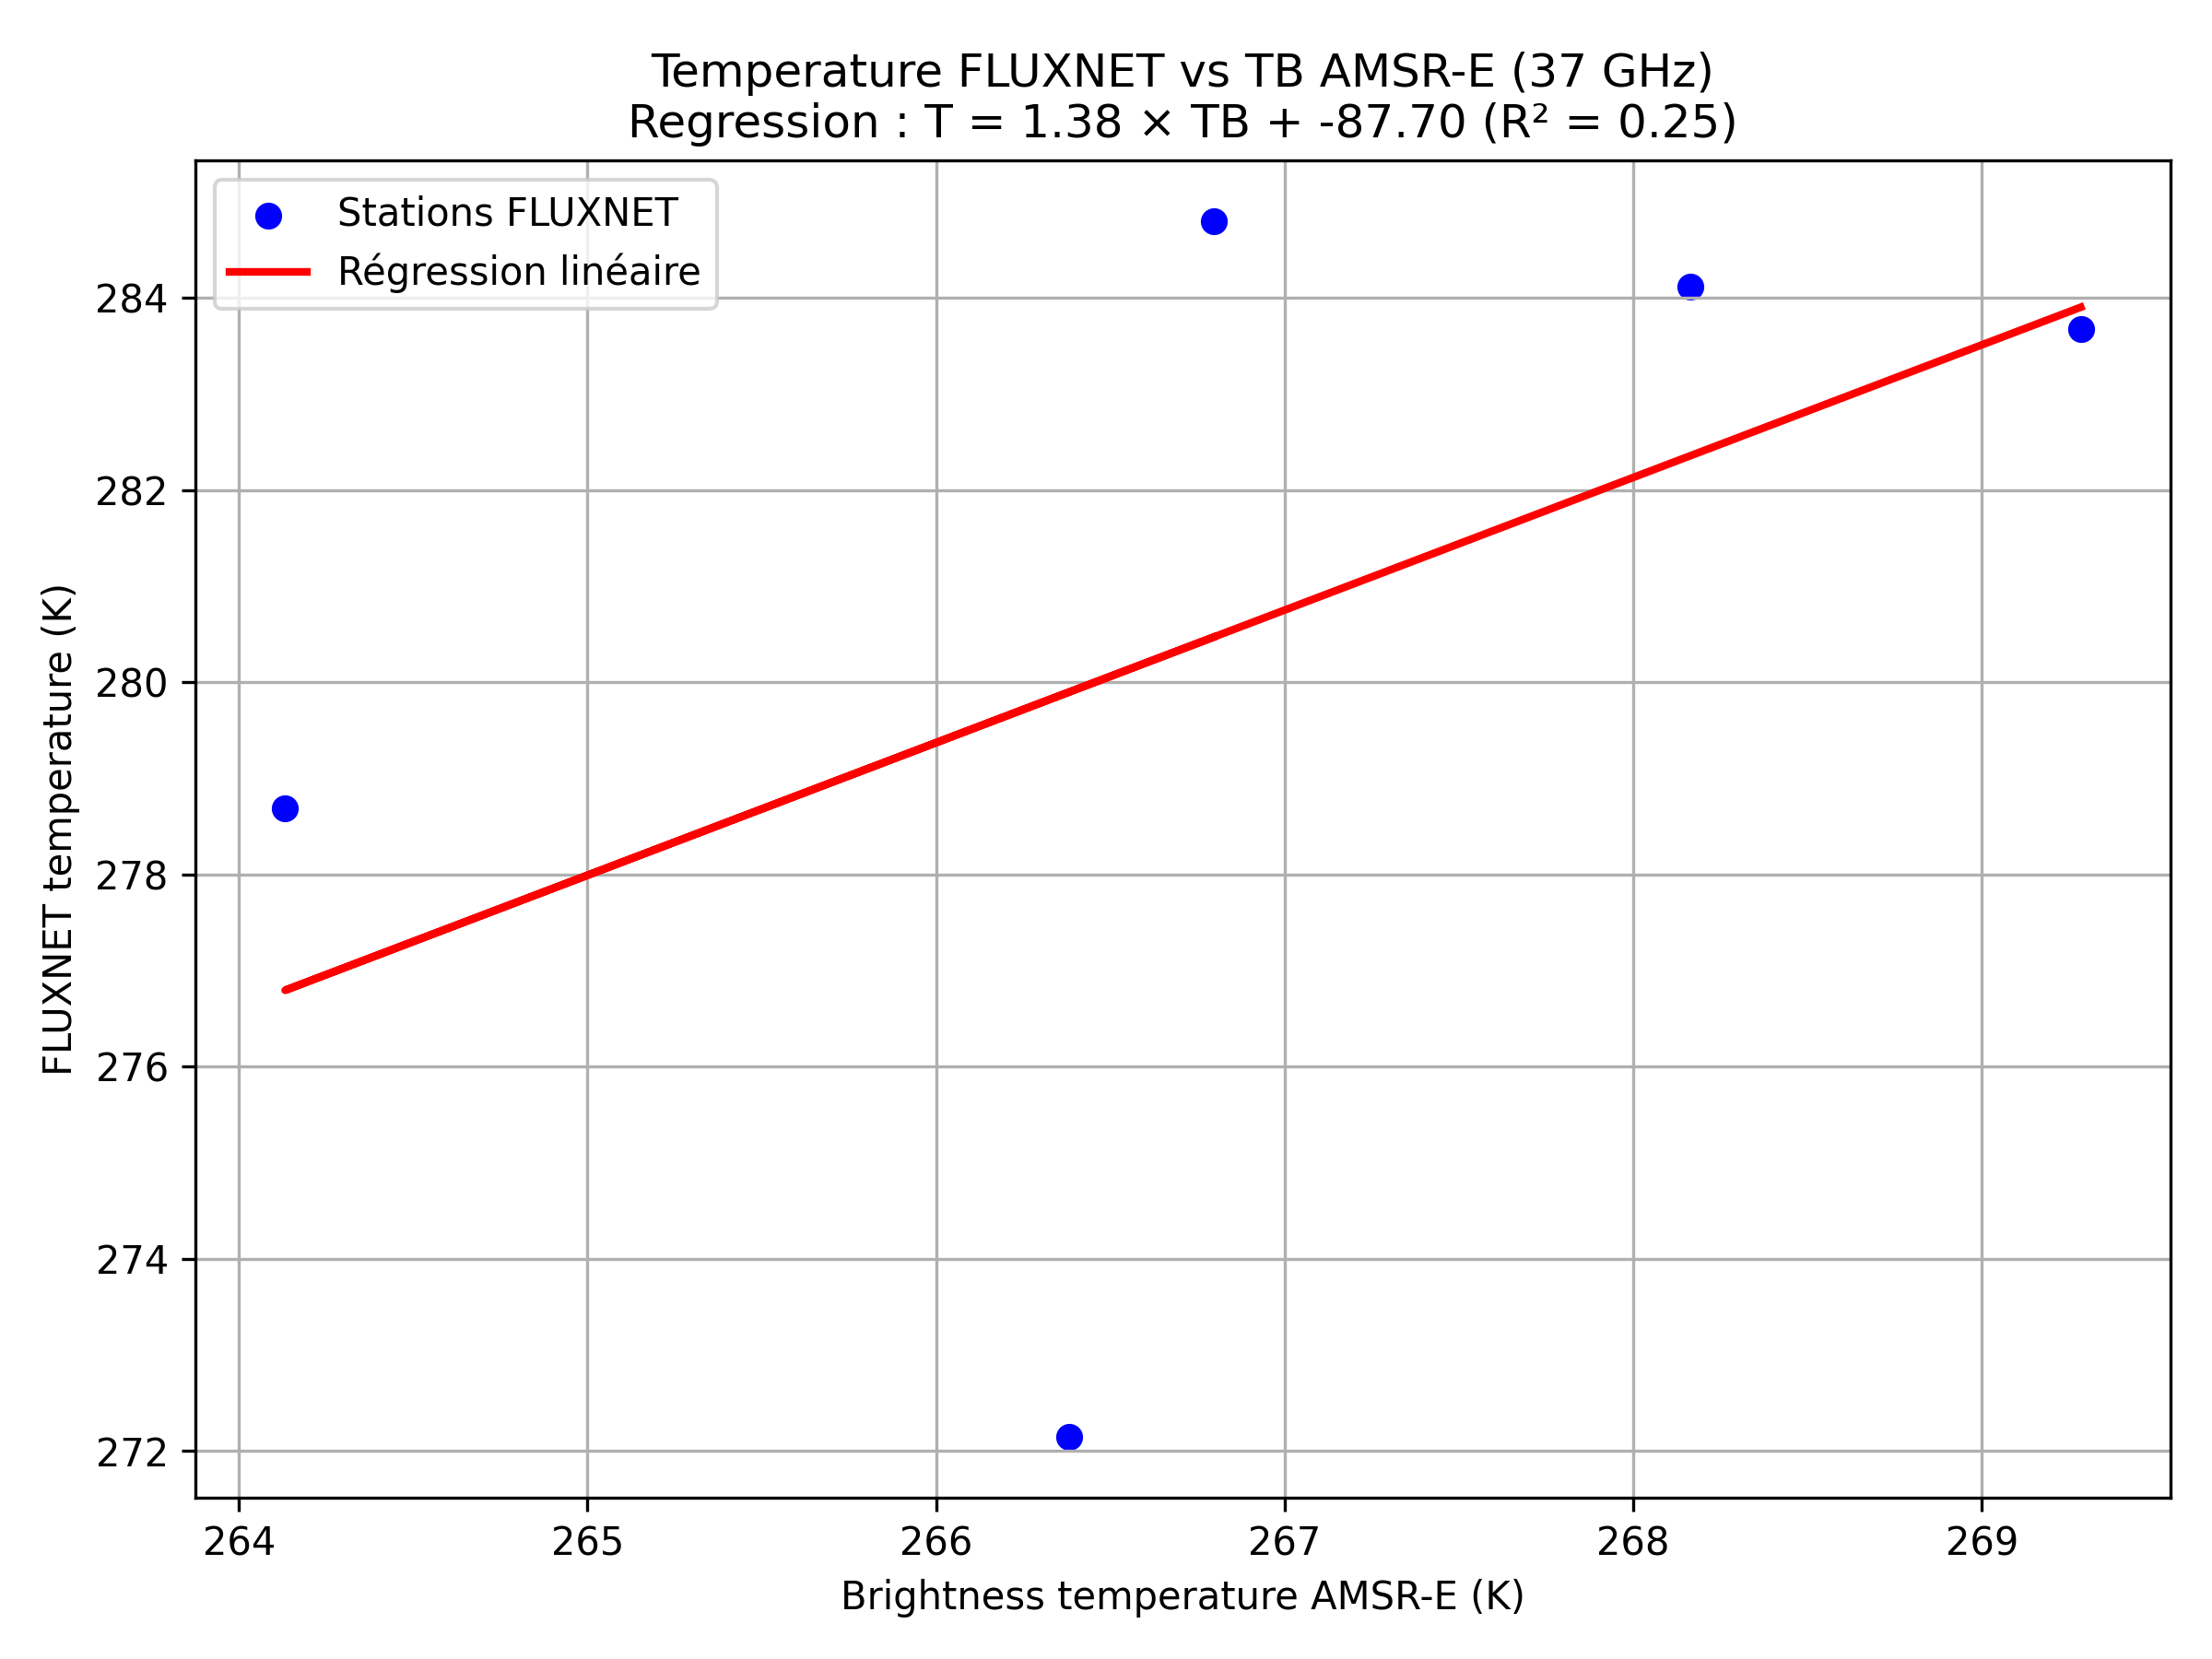 Temperature FLUXNET vs TB AMSR-E (37 GHz)
Regression : T = 1.38 × TB + -87.70 (R² = 0.25)
Stations FLUXNET
Régression linéaire
FLUXNET temperature (K)
284
282
280
278
276
274
272
264
265
266
267
268
269
Brightness temperature AMSR-E (K)